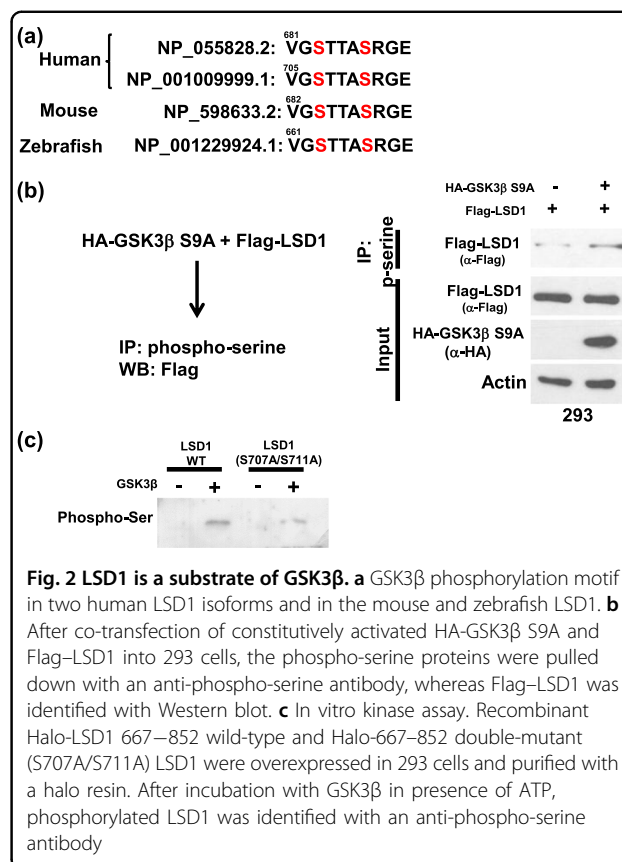 (a)
681
Human NP_055828.2: VGSTTASRGE
705
NP_001009999.1: VGSTTASRGE
682
Mouse NP_598633.2: VGSTTASRGE
661
Zebrafish NP_001229924.1: VGSTTASRGE
(b)
HA-GSK3β S9A + Flag-LSD1
IP: phospho-serine
WB: Flag
HA-GSK3β S9A - +
Flag-LSD1 + +
IP: p-serine
Flag-LSD1
(α-Flag)
Input
Flag-LSD1
(α-Flag)
HA-GSK3β S9A
(α-HA)
Actin
293
(c)
LSD1 WT
LSD1 (S707A/S711A)
GSK3β - + - +
Phospho-Ser
Fig. 2 LSD1 is a substrate of GSK3β. a GSK3β phosphorylation motif
in two human LSD1 isoforms and in the mouse and zebrafish LSD1. b
After co-transfection of constitutively activated HA-GSK3β S9A and
Flag–LSD1 into 293 cells, the phospho-serine proteins were pulled
down with an anti-phospho-serine antibody, whereas Flag–LSD1 was
identified with Western blot. c In vitro kinase assay. Recombinant
Halo-LSD1 667−852 wild-type and Halo-667–852 double-mutant
(S707A/S711A) LSD1 were overexpressed in 293 cells and purified with
a halo resin. After incubation with GSK3β in presence of ATP,
phosphorylated LSD1 was identified with an anti-phospho-serine
antibody